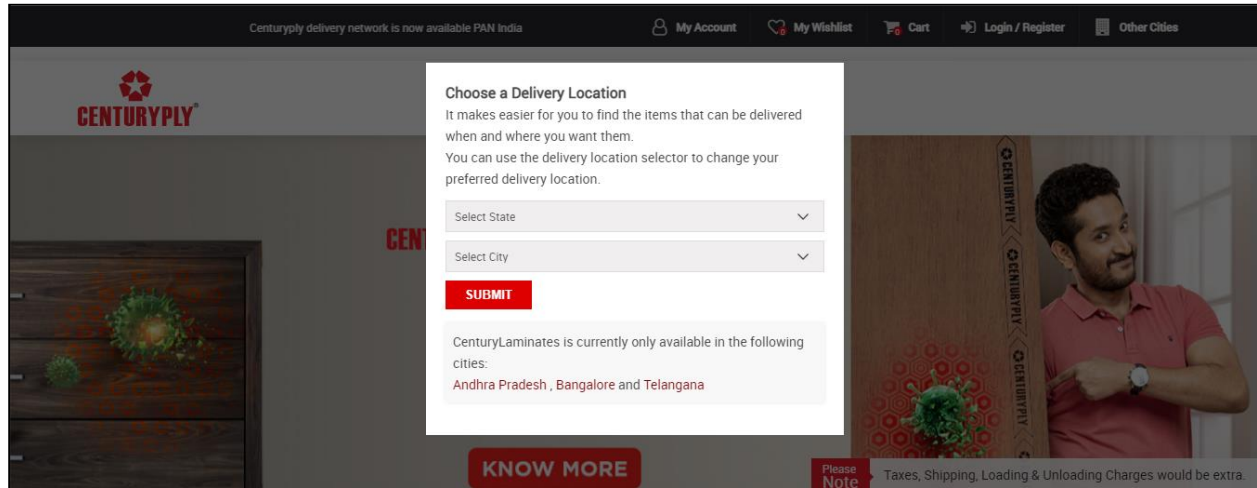 Centuryply delivery network is now available PAN India
My Account
0
My Wishlist
0
Cart
Login / Register
Other Cities
CENTURYPLY®
Choose a Delivery Location
It makes easier for you to find the items that can be delivered
when and where you want them.
You can use the delivery location selector to change your
preferred delivery location.
Select State
Select City
SUBMIT
CenturyLaminates is currently only available in the following
cities:
Andhra Pradesh , Bangalore and Telangana
CEN
CENTURYPLY
CENTURYPLY
CENTURYPLY
KNOW MORE
Please
Note
Taxes, Shipping, Loading & Unloading Charges would be extra.